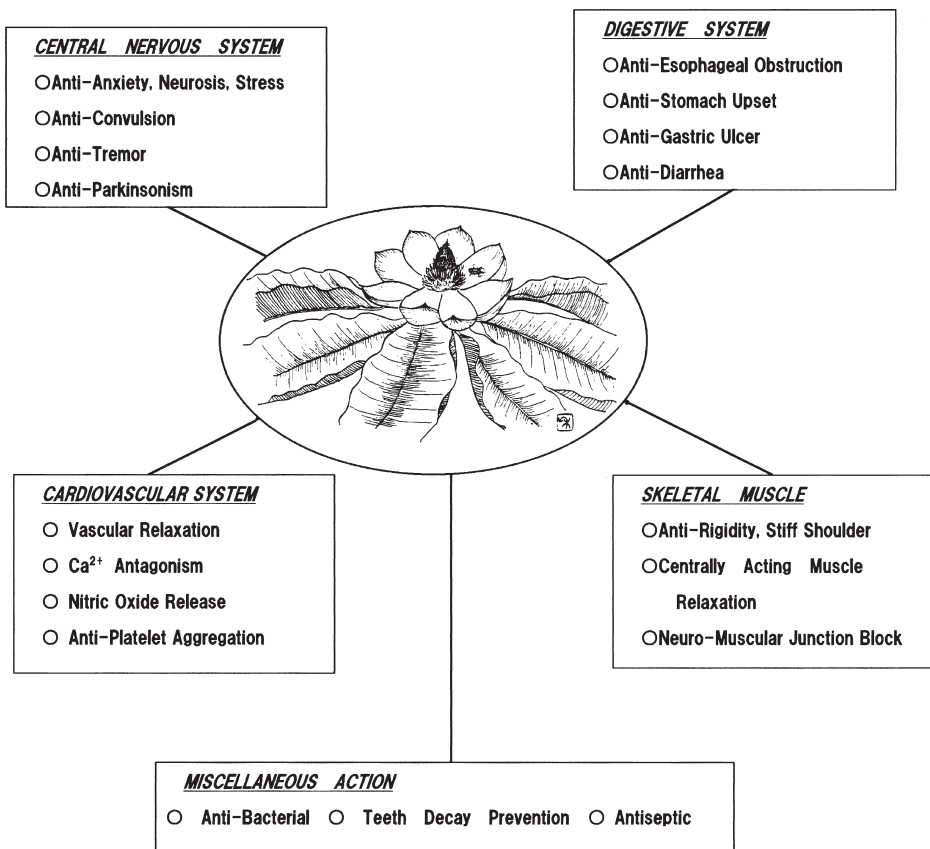 CENTRAL NERVOUS SYSTEM
○Anti-Anxiety, Neurosis, Stress
○Anti-Convulsion
○Anti-Tremor
○Anti-Parkinsonism
DIGESTIVE SYSTEM
○Anti-Esophageal Obstruction
○Anti-Stomach Upset
○Anti-Gastric Ulcer
○Anti-Diarrhea
CARDIOVASCULAR SYSTEM
○ Vascular Relaxation
○ Ca²⁺ Antagonism
○ Nitric Oxide Release
○ Anti-Platelet Aggregation
SKELETAL MUSCLE
○Anti-Rigidity, Stiff Shoulder
○Centrally Acting Muscle
Relaxation
○Neuro-Muscular Junction Block
MISCELLANEOUS ACTION
○ Anti-Bacterial ○ Teeth Decay Prevention ○ Antiseptic